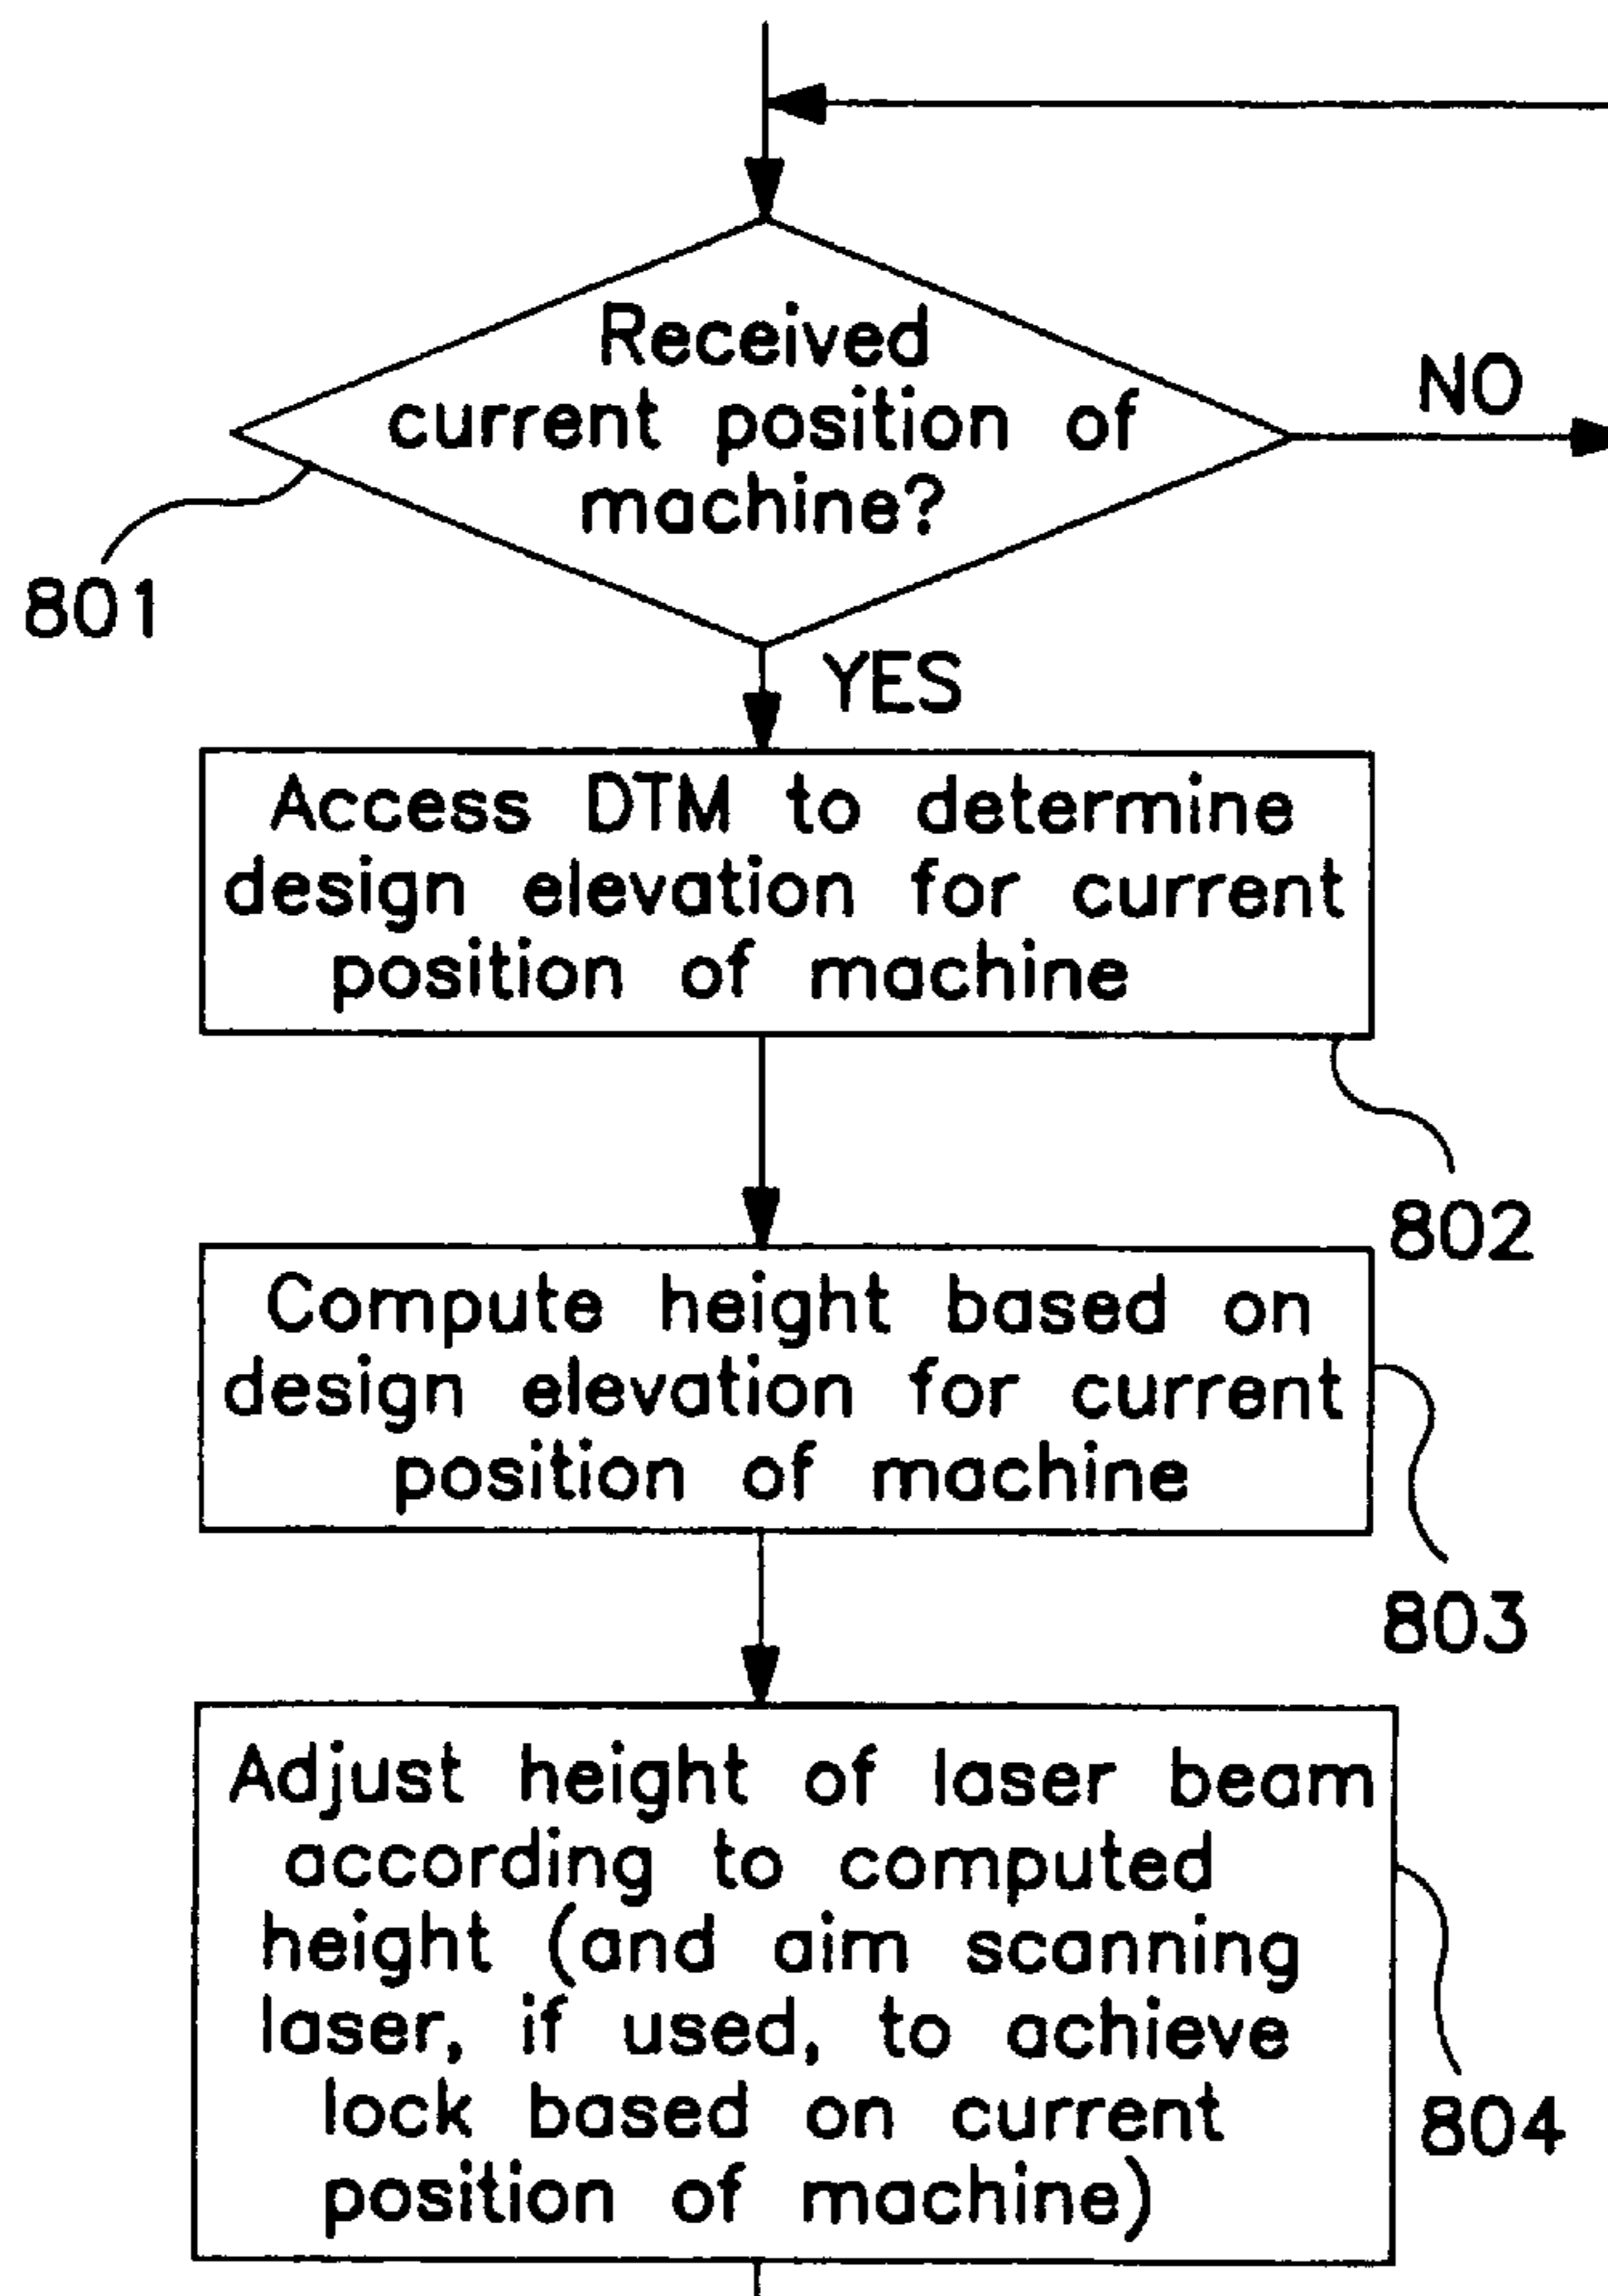 Received
current position of
machine?
NO
801
YES
Access DTM to determine
design elevation for current
position of machine
802
Compute height based on
design elevation for current
position of machine
803
Adjust height of laser beam
according to computed
height (and aim scanning
laser, if used, to achieve
lock based on current
position of machine)
804